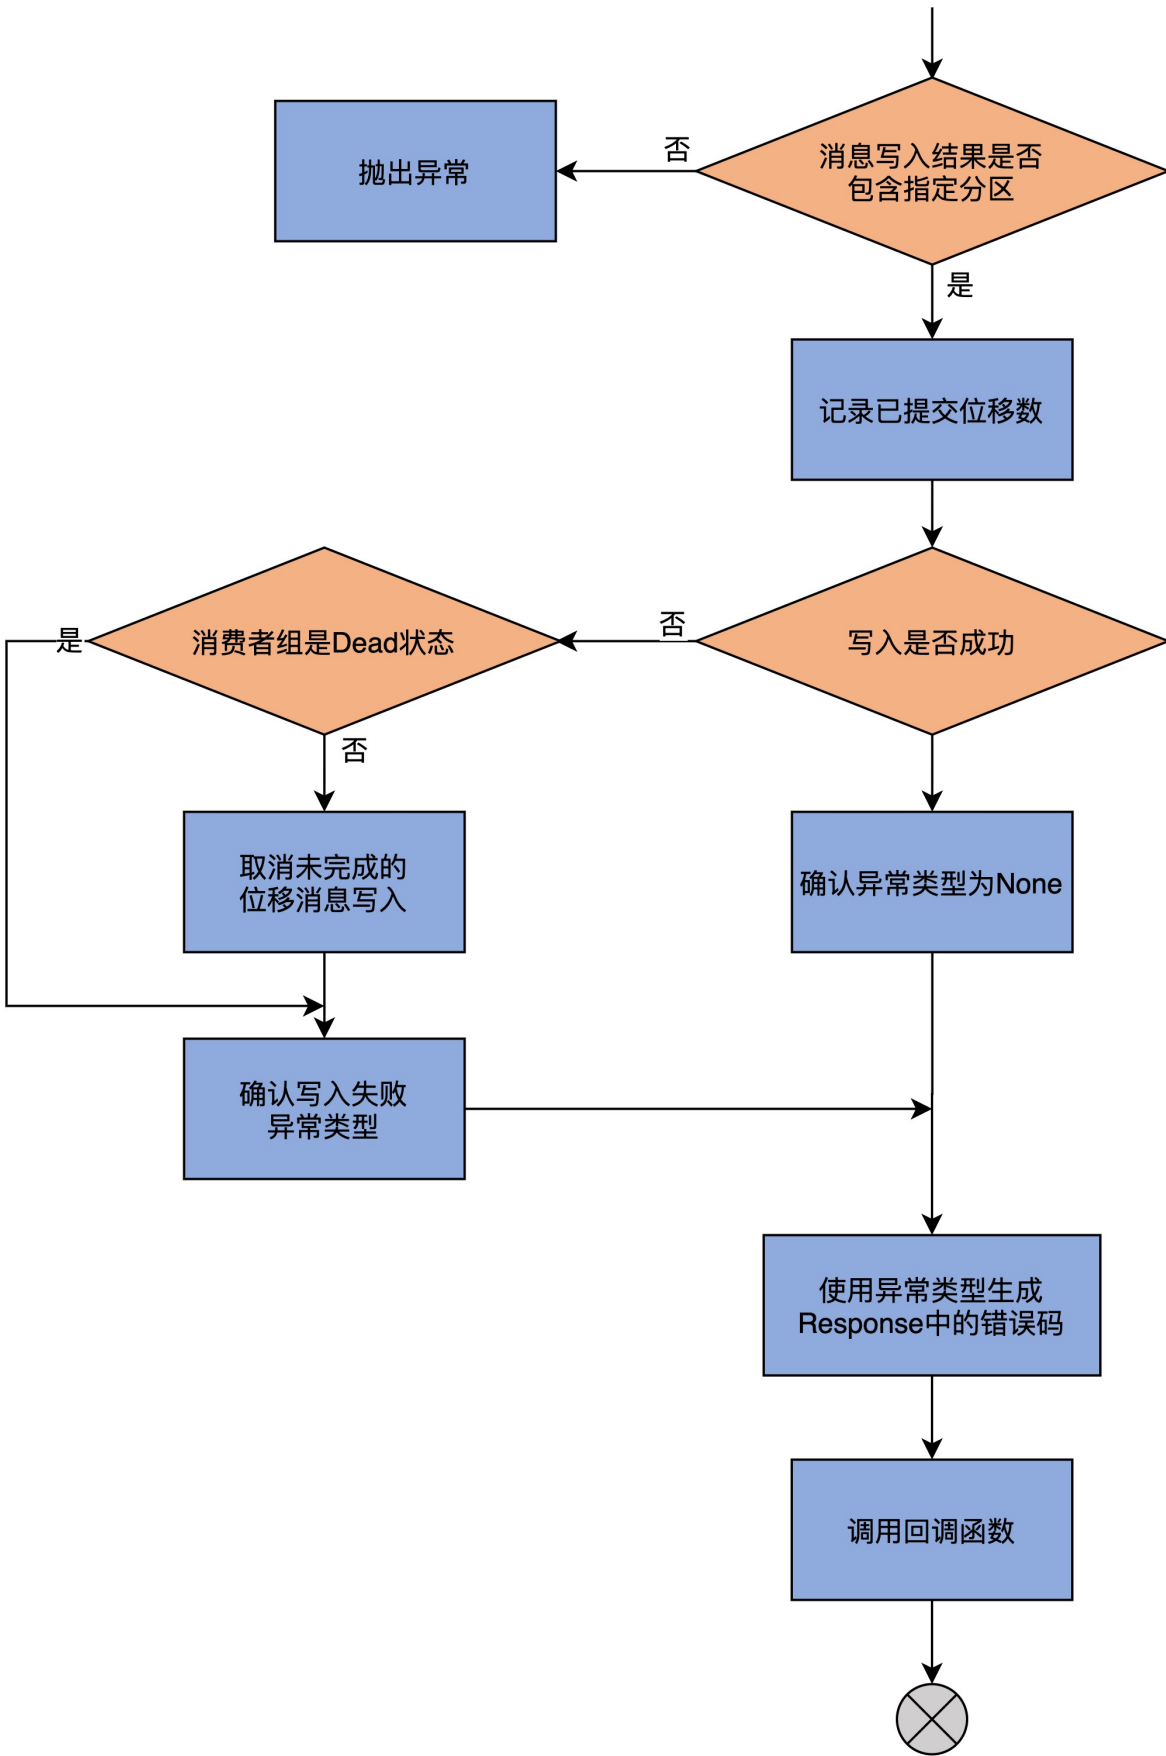 消息写入结果是否
包含指定分区
否
抛出异常
是
记录已提交位移数
写入是否成功
否
消费者组是Dead状态
是
否
取消未完成的
位移消息写入
确认异常类型为None
确认写入失败
异常类型
使用异常类型生成
Response中的错误码
调用回调函数